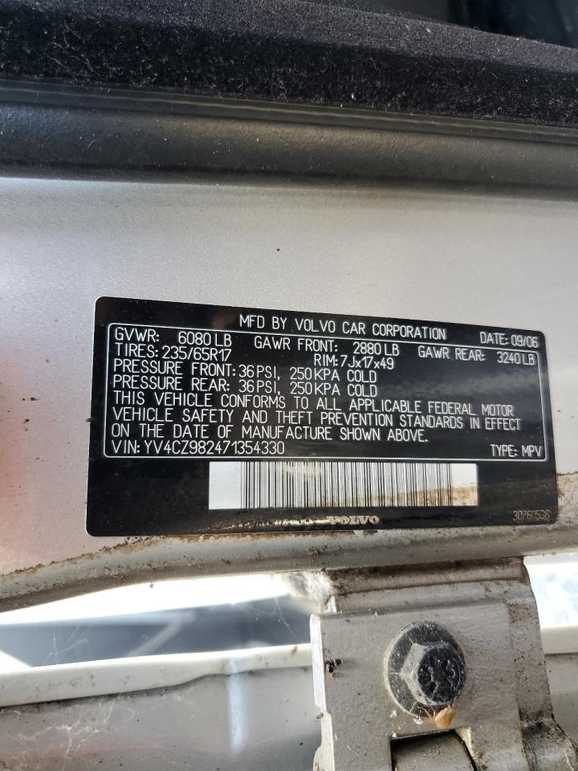 MFD BY VOLVO CAR CORPORATION DATE: 09/06
GVWR: 6080 LB GAWR FRONT: 2880 LB GAWR REAR: 3240 LB
TIRES: 235/65R17 RIM: 7Jx17x49
PRESSURE FRONT: 36 PSI, 250 KPA COLD
PRESSURE REAR: 36 PSI, 250 KPA COLD
THIS VEHICLE CONFORMS TO ALL APPLICABLE FEDERAL MOTOR
VEHICLE SAFETY AND THEFT PREVENTION STANDARDS IN EFFECT
ON THE DATE OF MANUFACTURE SHOWN ABOVE.
VIN: YV4CZ982471354330 TYPE: MPV
VOLVO